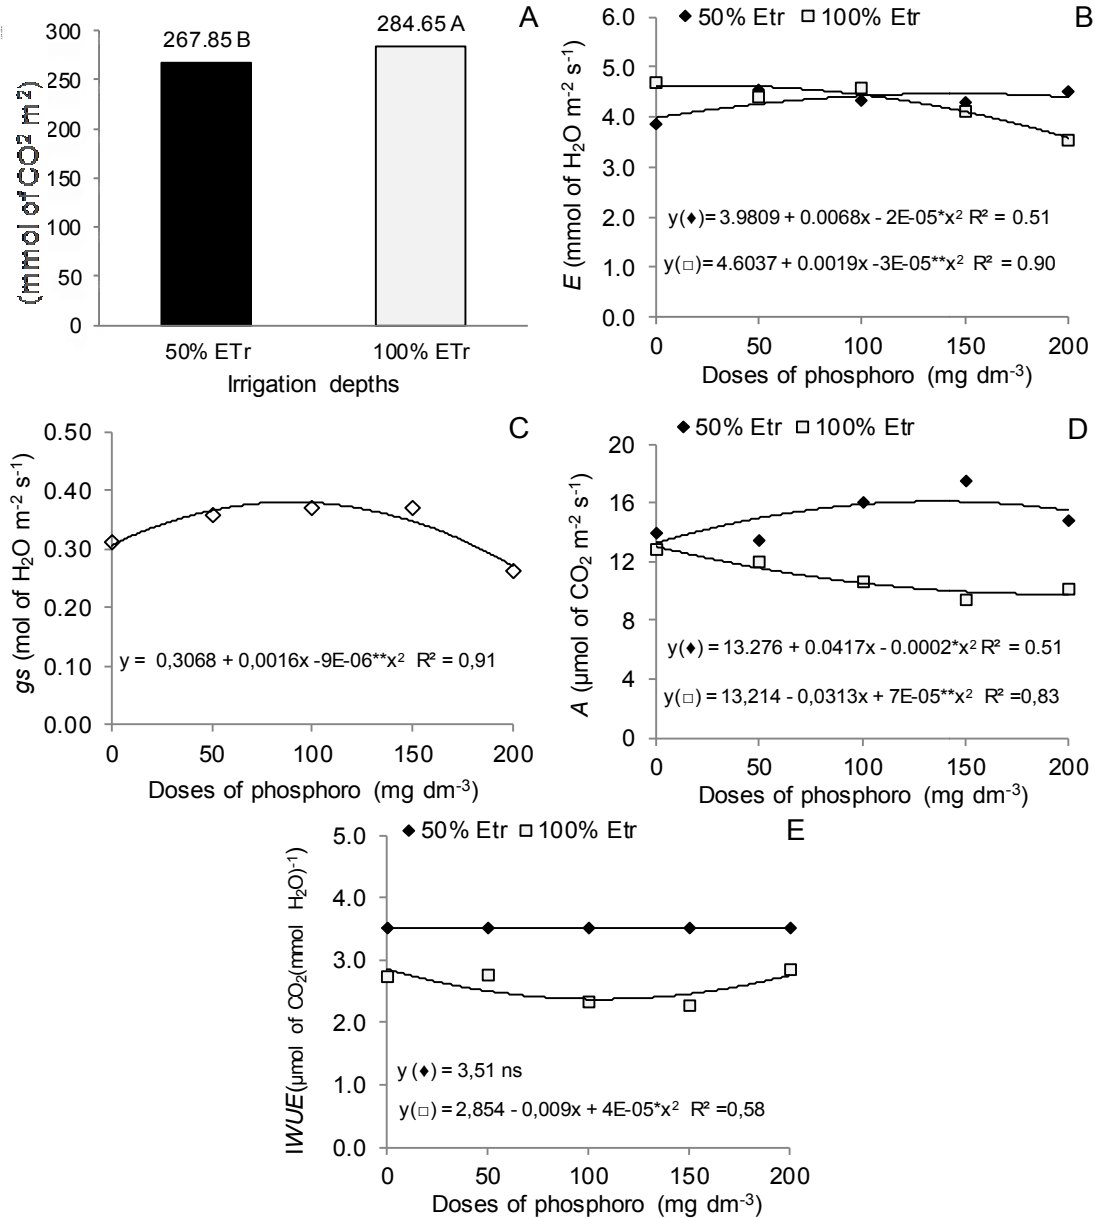 A
(mmol of CO² m²)
300
250
200
150
100
50
0
267.85 B
284.65 A
50% ETr
100% ETr
Irrigation depths
B
♦ 50% Etr □ 100% Etr
E (mmol of H₂O m⁻² s⁻¹)
6.0
5.0
4.0
3.0
2.0
1.0
0.0
y(♦)= 3.9809 + 0.0068x - 2E-05*x² R² = 0.51
y(□)= 4.6037 + 0.0019x -3E-05**x² R² = 0.90
0 50 100 150 200
Doses of phosphoro (mg dm⁻³)
C
gs (mol of H₂O m⁻² s⁻¹)
0.50
0.40
0.30
0.20
0.10
0.00
y = 0,3068 + 0,0016x -9E-06**x² R² = 0,91
0 50 100 150 200
Doses of phosphoro (mg dm⁻³)
D
♦ 50% Etr □ 100% Etr
A (µmol of CO₂ m⁻² s⁻¹)
20
16
12
8
4
0
y(♦) = 13.276 + 0.0417x - 0.0002*x² R² = 0.51
y(□) = 13,214 - 0,0313x + 7E-05**x² R² =0,83
0 50 100 150 200
Doses of phosphoro (mg dm⁻³)
E
♦ 50% Etr □ 100% Etr
IWUE(µmol of CO₂(mmol H₂O)⁻¹)
5.0
4.0
3.0
2.0
1.0
0.0
y (♦) = 3,51 ns
y(□) = 2,854 - 0,009x + 4E-05*x² R² =0,58
0 50 100 150 200
Doses of phosphoro (mg dm⁻³)